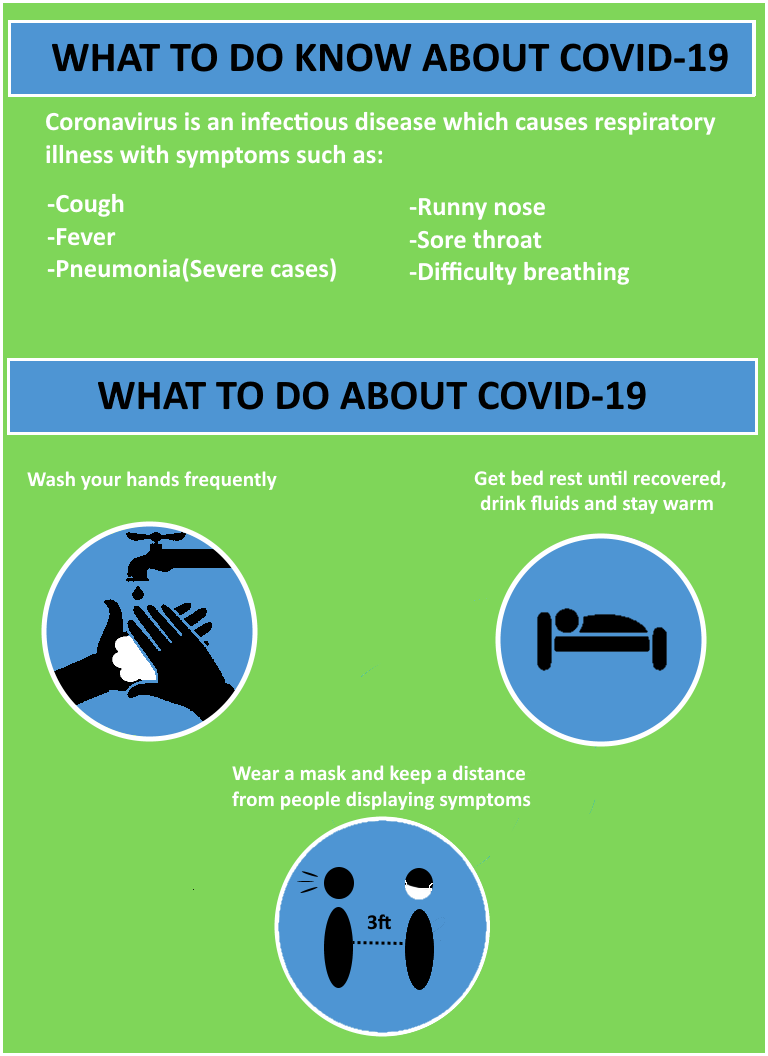 WHAT TO DO KNOW ABOUT COVID-19
Coronavirus is an infectious disease which causes respiratory
illness with symptoms such as:
-Cough
-Fever
-Pneumonia(Severe cases)
-Runny nose
-Sore throat
-Difficulty breathing
WHAT TO DO ABOUT COVID-19
Wash your hands frequently
Get bed rest until recovered,
drink fluids and stay warm
Wear a mask and keep a distance
from people displaying symptoms
3ft